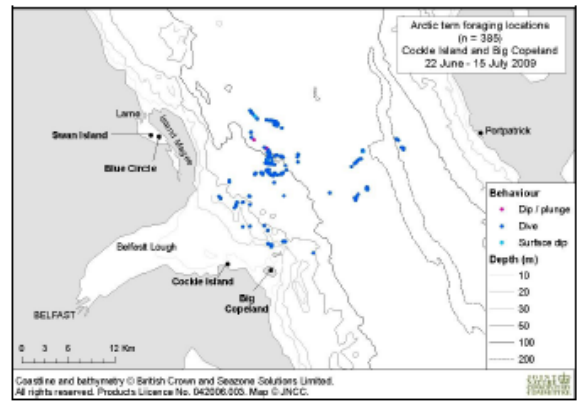 Arctic tern foraging locations
(n = 385)
Cockle Island and Big Copeland
22 June - 15 July 2009
Larne
Island Magee
Swan Island
Portpatrick
Blue Circle
Behaviour
Dip / plunge
Dive
Surface dip
Belfast Lough
Depth (m)
10
20
30
50
100
200
Cockle Island
Big
Copeland
BELFAST
0 3 6 12 Km
Coastline and bathymetry © British Crown and Seazone Solutions Limited.
All rights reserved. Products Licence No. 042006.003. Map © JNCC.